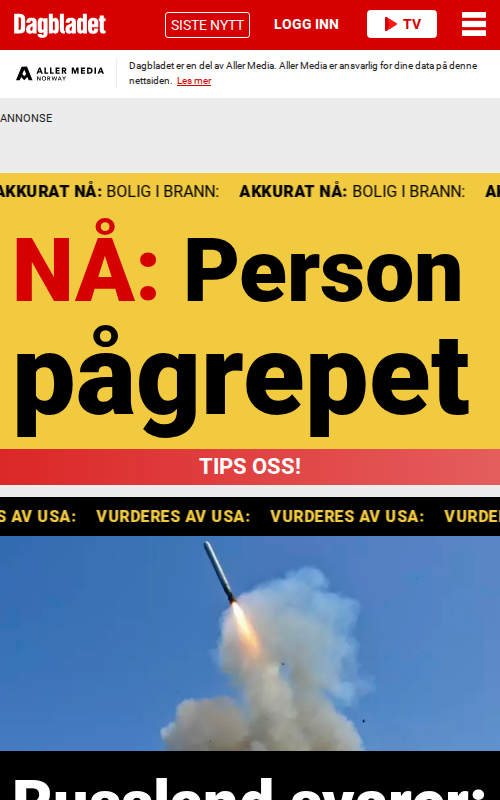 Dagbladet
SISTE NYTT
LOGG INN
TV
ALLER MEDIA
NORWAY
Dagbladet er en del av Aller Media. Aller Media er ansvarlig for dine data på denne
nettsiden. Les mer
ANNONSE
AKKURAT NÅ: BOLIG I BRANN: AKKURAT NÅ: BOLIG I BRANN:
NÅ: Person
pågrepet
TIPS OSS!
AV USA: VURDERES AV USA: VURDERES AV USA:
Russland svarer: